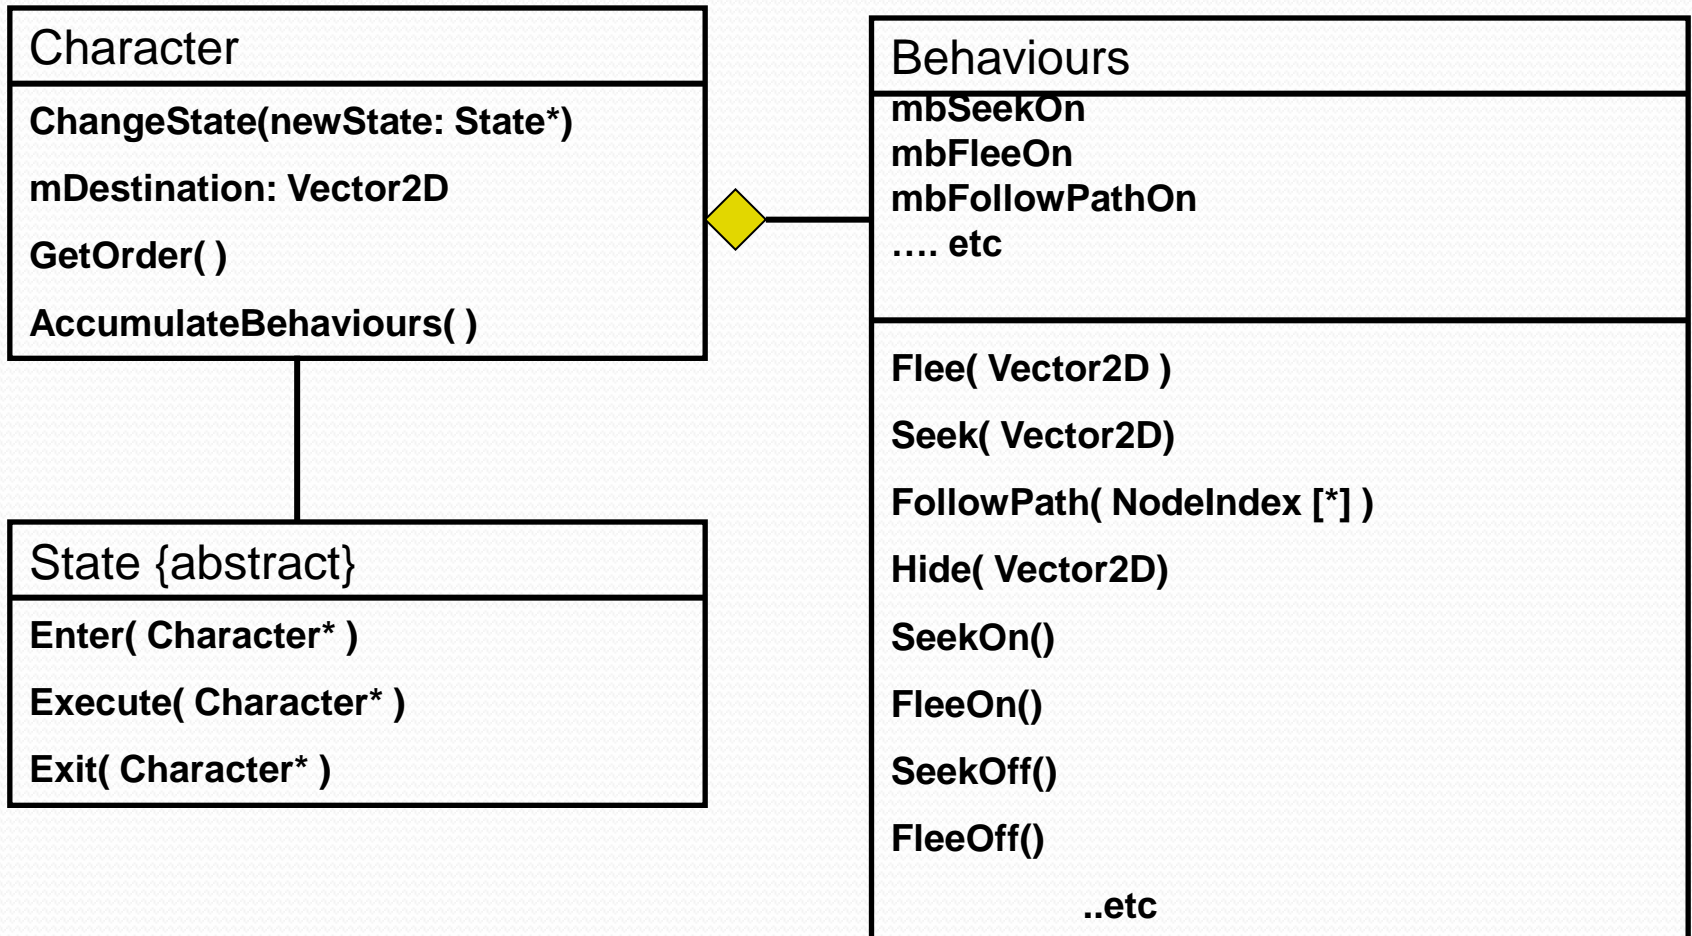 Character
ChangeState(newState: State*)
mDestination: Vector2D
GetOrder( )
AccumulateBehaviours( )
State {abstract}
Enter( Character* )
Execute( Character* )
Exit( Character* )
Behaviours
mbSeekOn
mbFleeOn
mbFollowPathOn
…. etc
Flee( Vector2D )
Seek( Vector2D)
FollowPath( NodeIndex [*] )
Hide( Vector2D)
SeekOn()
FleeOn()
SeekOff()
FleeOff()
..etc